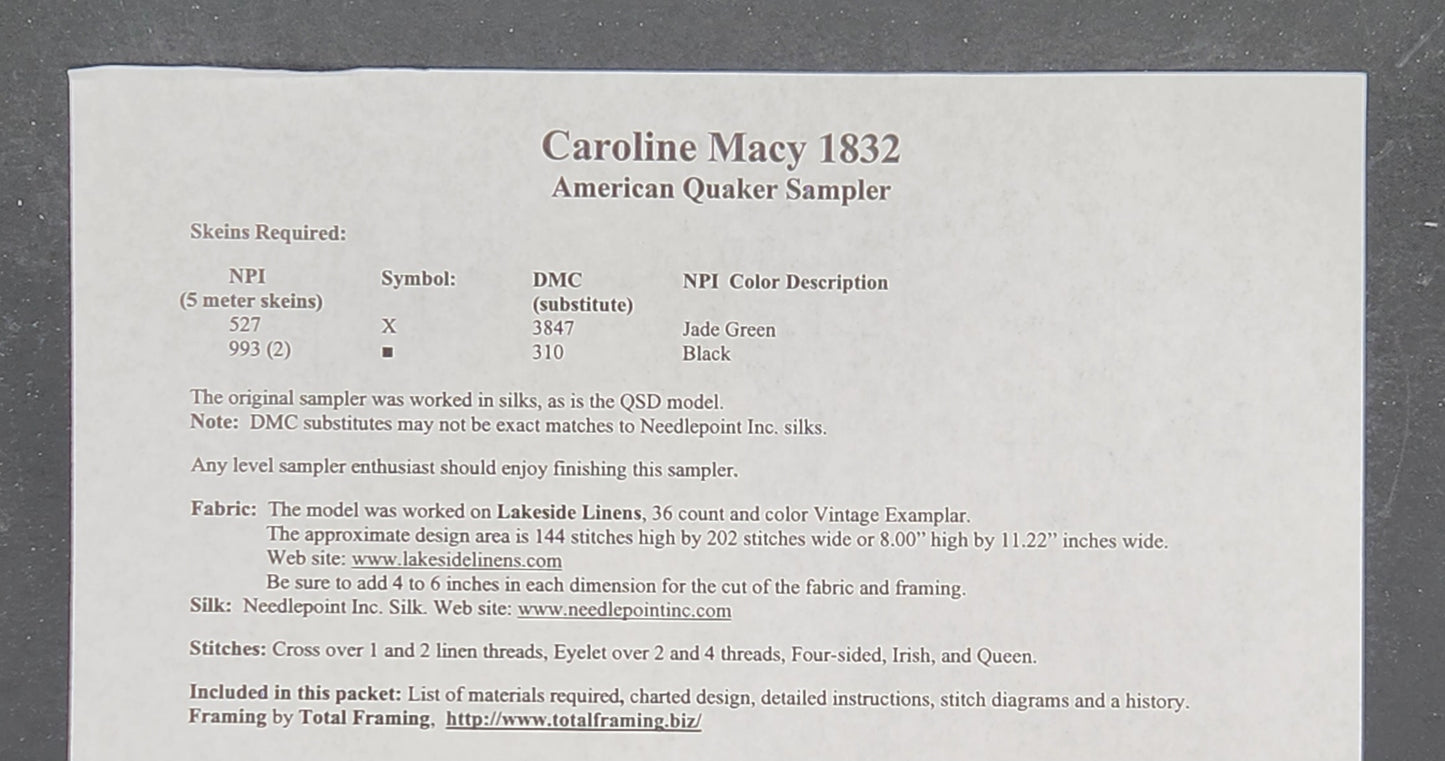 Caroline Macy 1832
American Quaker Sampler
Skeins Required:
NPI Symbol: DMC NPI Color Description
(5 meter skeins) (substitute)
527 X 3847 Jade Green
993 (2) ■ 310 Black
The original sampler was worked in silks, as is the QSD model.
Note: DMC substitutes may not be exact matches to Needlepoint Inc. silks.
Any level sampler enthusiast should enjoy finishing this sampler.
Fabric: The model was worked on Lakeside Linens, 36 count and color Vintage Examplar.
The approximate design area is 144 stitches high by 202 stitches wide or 8.00” high by 11.22” inches wide.
Web site: www.lakesidelinens.com
Be sure to add 4 to 6 inches in each dimension for the cut of the fabric and framing.
Silk: Needlepoint Inc. Silk. Web site: www.needlepointinc.com
Stitches: Cross over 1 and 2 linen threads, Eyelet over 2 and 4 threads, Four-sided, Irish, and Queen.
Included in this packet: List of materials required, charted design, detailed instructions, stitch diagrams and a history.
Framing by Total Framing, http://www.totalframing.biz/